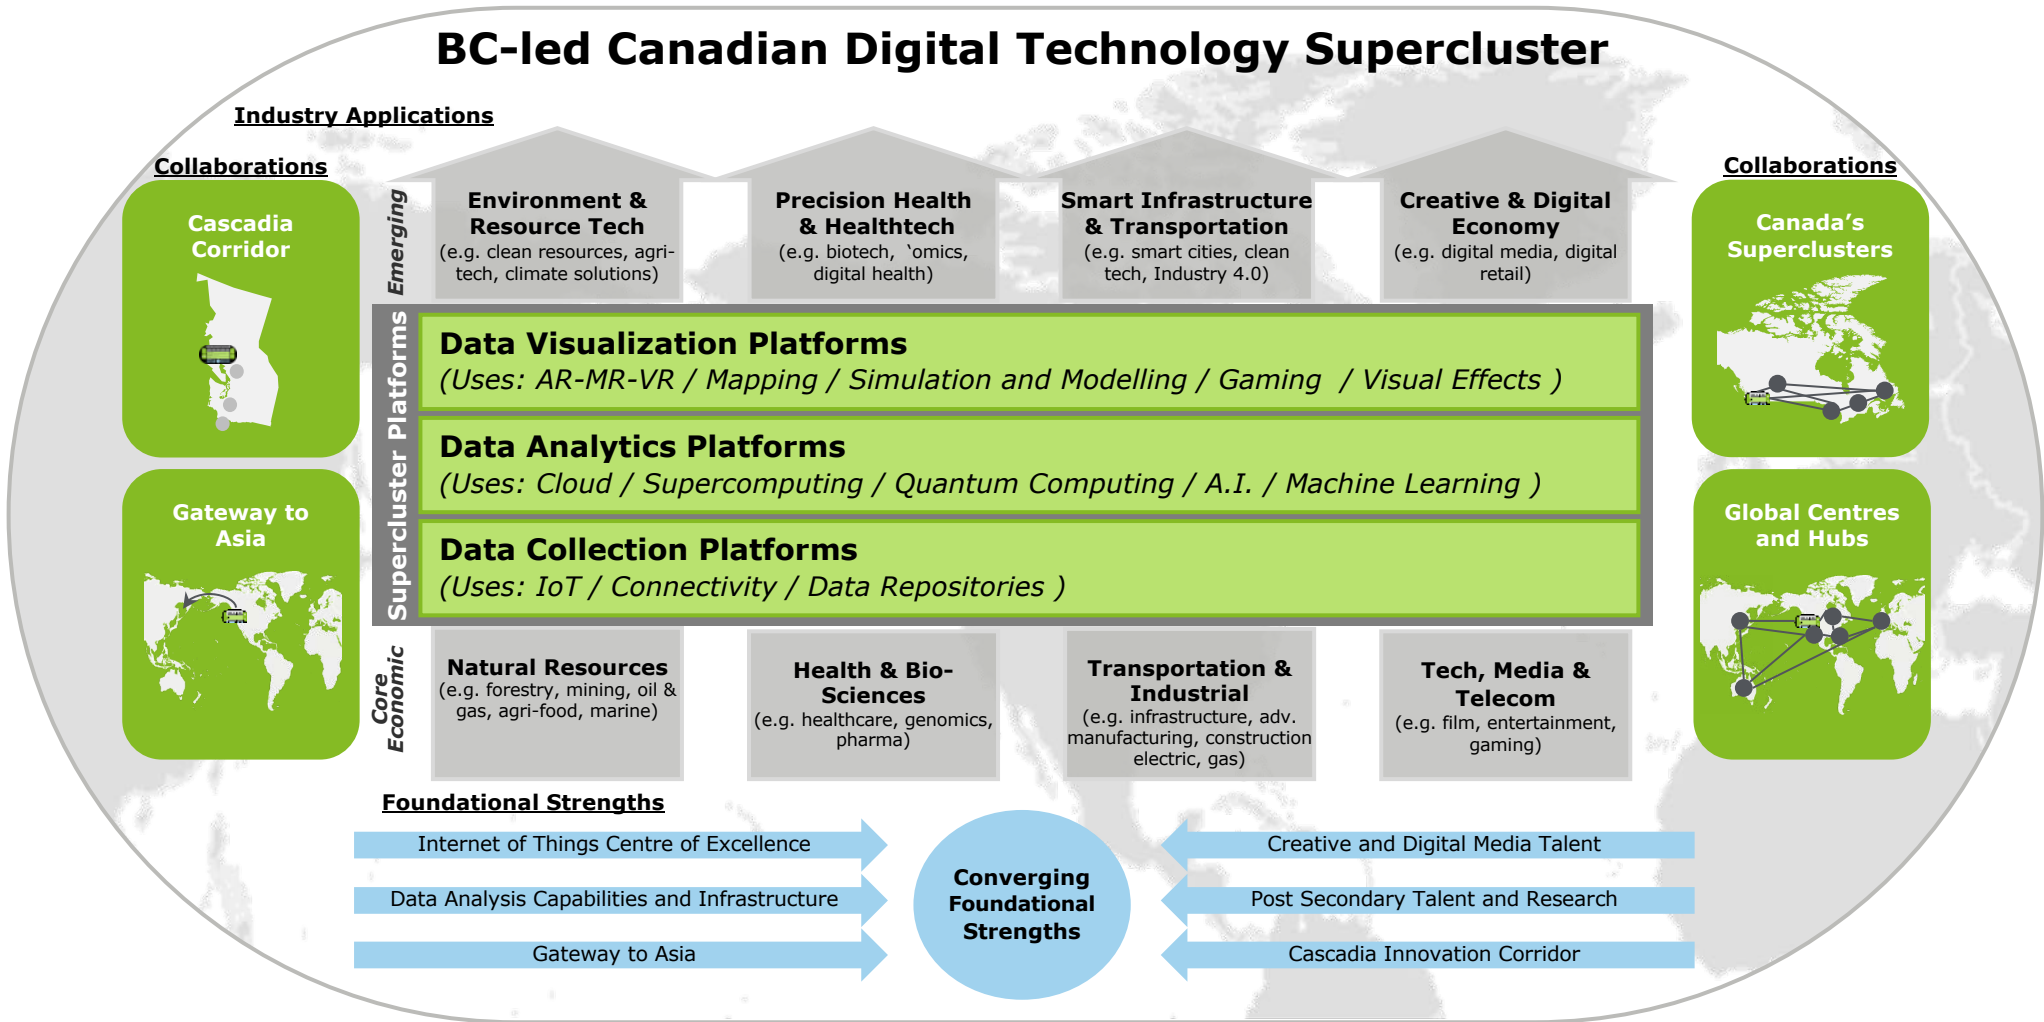 BC-led Canadian Digital Technology Supercluster
Industry Applications
Collaborations
Cascadia
Corridor
Gateway to
Asia
Emerging
Environment &
Resource Tech
(e.g. clean resources, agri-
tech, climate solutions)
Precision Health
& Healthtech
(e.g. biotech, ‘omics,
digital health)
Smart Infrastructure
& Transportation
(e.g. smart cities, clean
tech, Industry 4.0)
Creative & Digital
Economy
(e.g. digital media, digital
retail)
Supercluster Platforms
Data Visualization Platforms
(Uses: AR-MR-VR / Mapping / Simulation and Modelling / Gaming / Visual Effects )
Data Analytics Platforms
(Uses: Cloud / Supercomputing / Quantum Computing / A.I. / Machine Learning )
Data Collection Platforms
(Uses: IoT / Connectivity / Data Repositories )
Core
Economic
Natural Resources
(e.g. forestry, mining, oil &
gas, agri-food, marine)
Health & Bio-
Sciences
(e.g. healthcare, genomics,
pharma)
Transportation &
Industrial
(e.g. infrastructure, adv.
manufacturing, construction
electric, gas)
Tech, Media &
Telecom
(e.g. film, entertainment,
gaming)
Collaborations
Canada’s
Superclusters
Global Centres
and Hubs
Foundational Strengths
Internet of Things Centre of Excellence
Data Analysis Capabilities and Infrastructure
Gateway to Asia
Converging
Foundational
Strengths
Creative and Digital Media Talent
Post Secondary Talent and Research
Cascadia Innovation Corridor